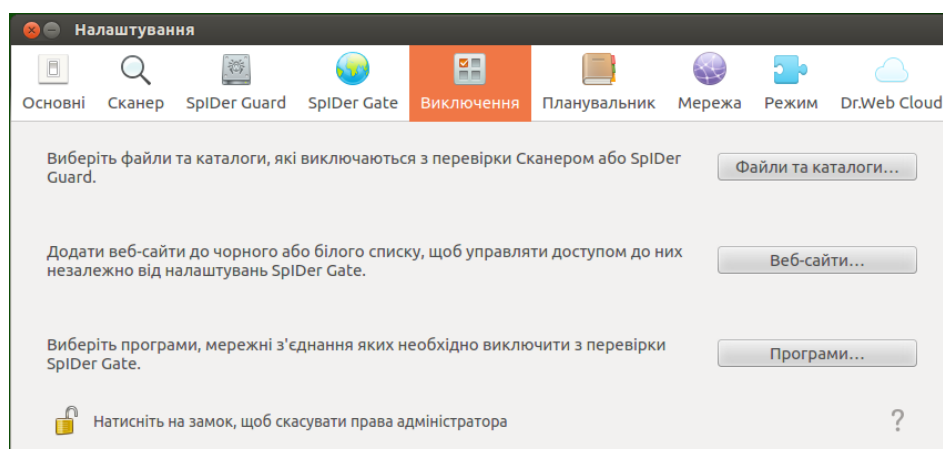 Налаштування
Основні Сканер SpIDer Guard SpIDer Gate Виключення Планувальник Мережа Режим Dr.Web Cloud
Виберіть файли та каталоги, які виключаються з перевірки Сканером або SpIDer
Guard.
Файли та каталоги...
Додати веб-сайти до чорного або білого списку, щоб управляти доступом до них
незалежно від налаштувань SpIDer Gate.
Веб-сайти...
Виберіть програми, мережні з'єднання яких необхідно виключити з перевірки
SpIDer Gate.
Програми...
Натисніть на замок, щоб скасувати права адміністратора
?